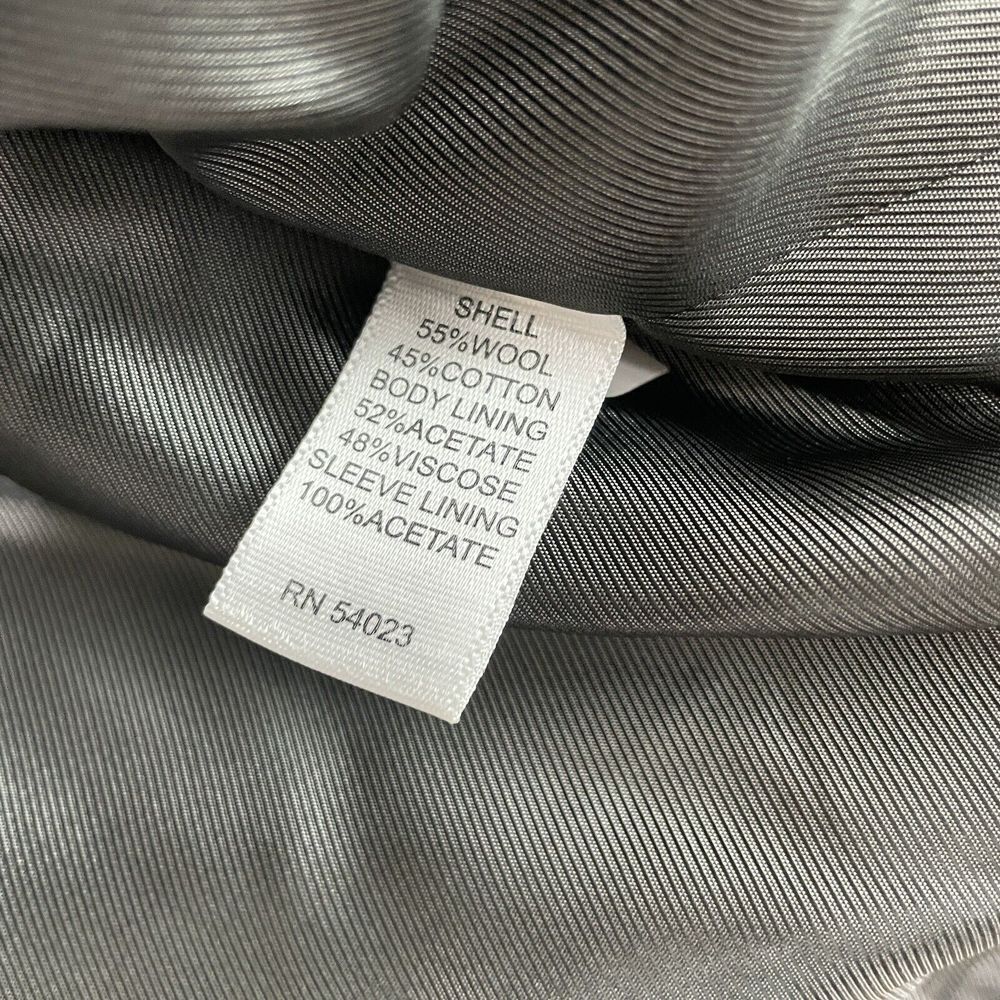 SHELL
55%WOOL
45%COTTON
BODY LINING
52%ACETATE
48%VISCOSE
SLEEVE LINING
100%ACETATE
RN 54023